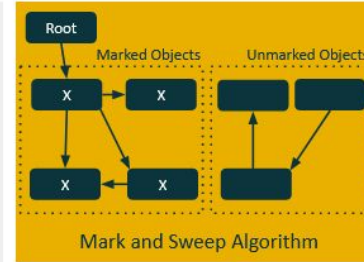 Root
Marked Objects
Unmarked Objects
X
X
X
X
Mark and Sweep Algorithm